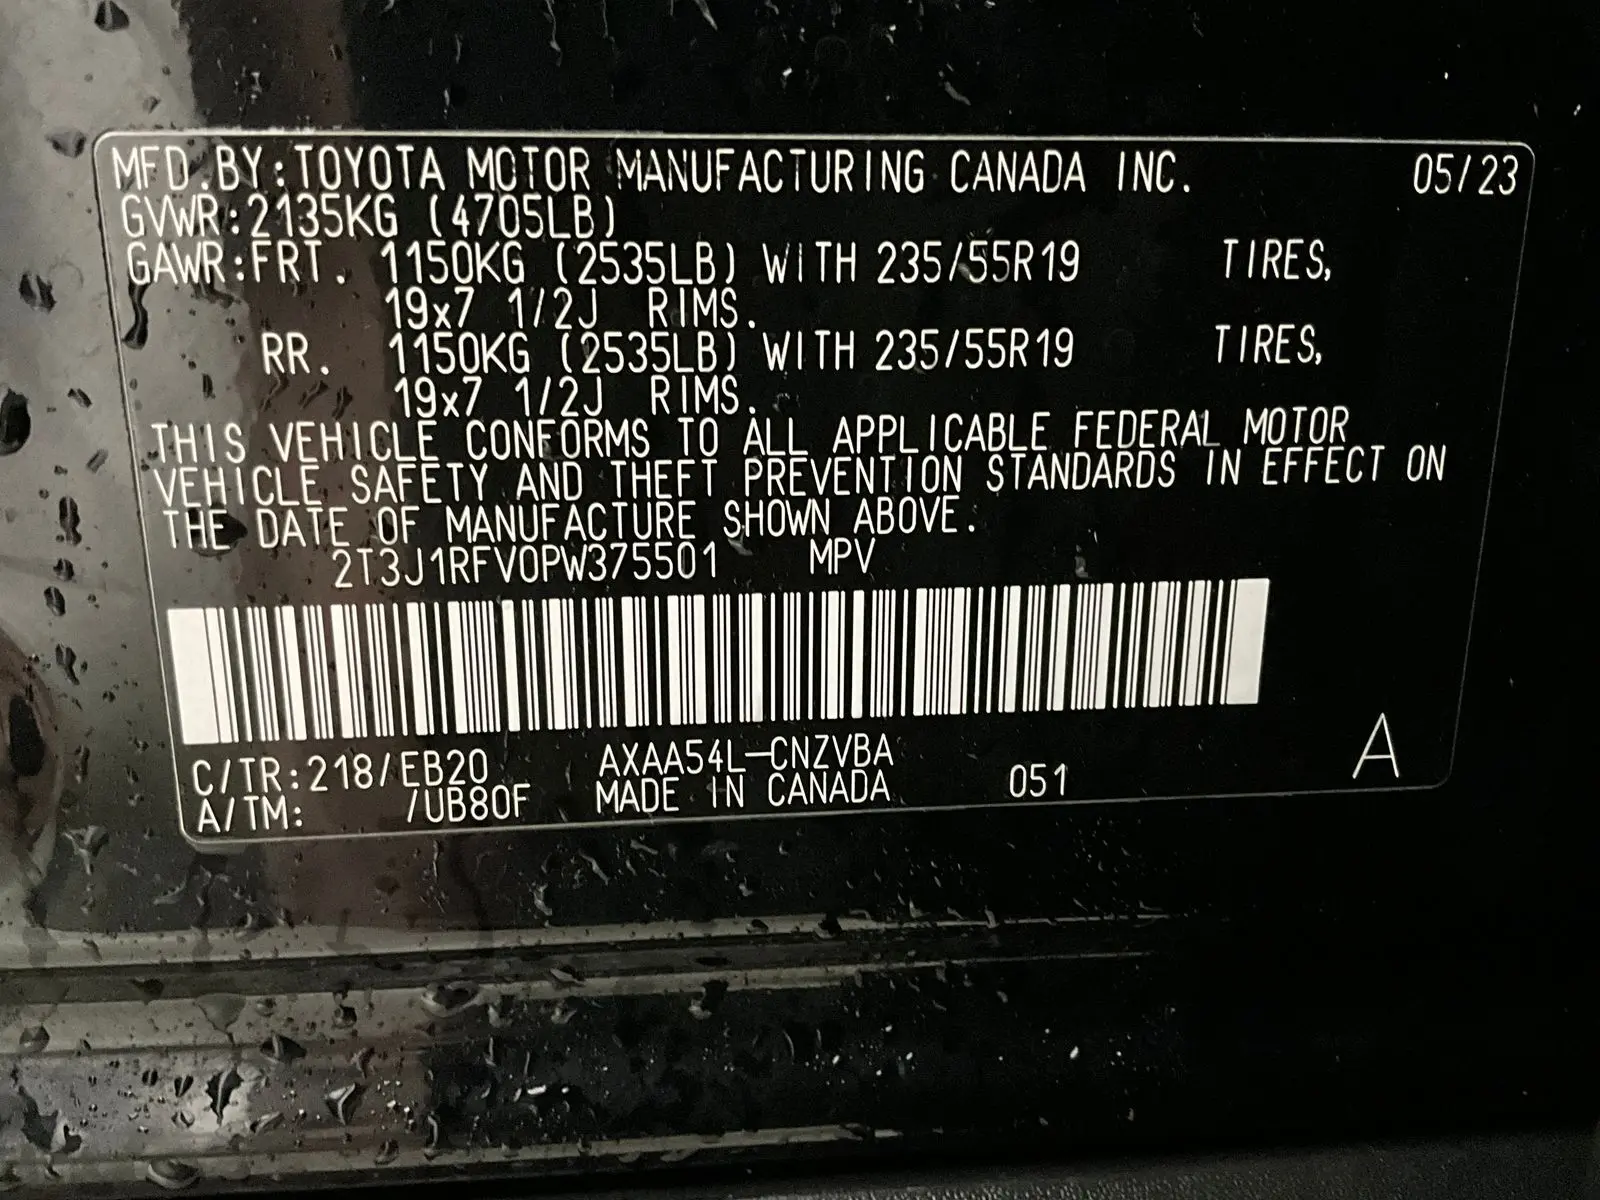 MFD.BY:TOYOTA MOTOR MANUFACTURING CANADA INC. 05/23
GVWR:2135KG (4705LB)
GAWR:FRT. 1150KG (2535LB) WITH 235/55R19 TIRES,
19x7 1/2J RIMS.
RR. 1150KG (2535LB) WITH 235/55R19 TIRES,
19x7 1/2J RIMS.
THIS VEHICLE CONFORMS TO ALL APPLICABLE FEDERAL MOTOR
VEHICLE SAFETY AND THEFT PREVENTION STANDARDS IN EFFECT ON
THE DATE OF MANUFACTURE SHOWN ABOVE.
2T3J1RFV0PW375501 MPV
C/TR:218/EB20 AXAA54L-CNZVBA
A/TM: /UB80F MADE IN CANADA 051 A